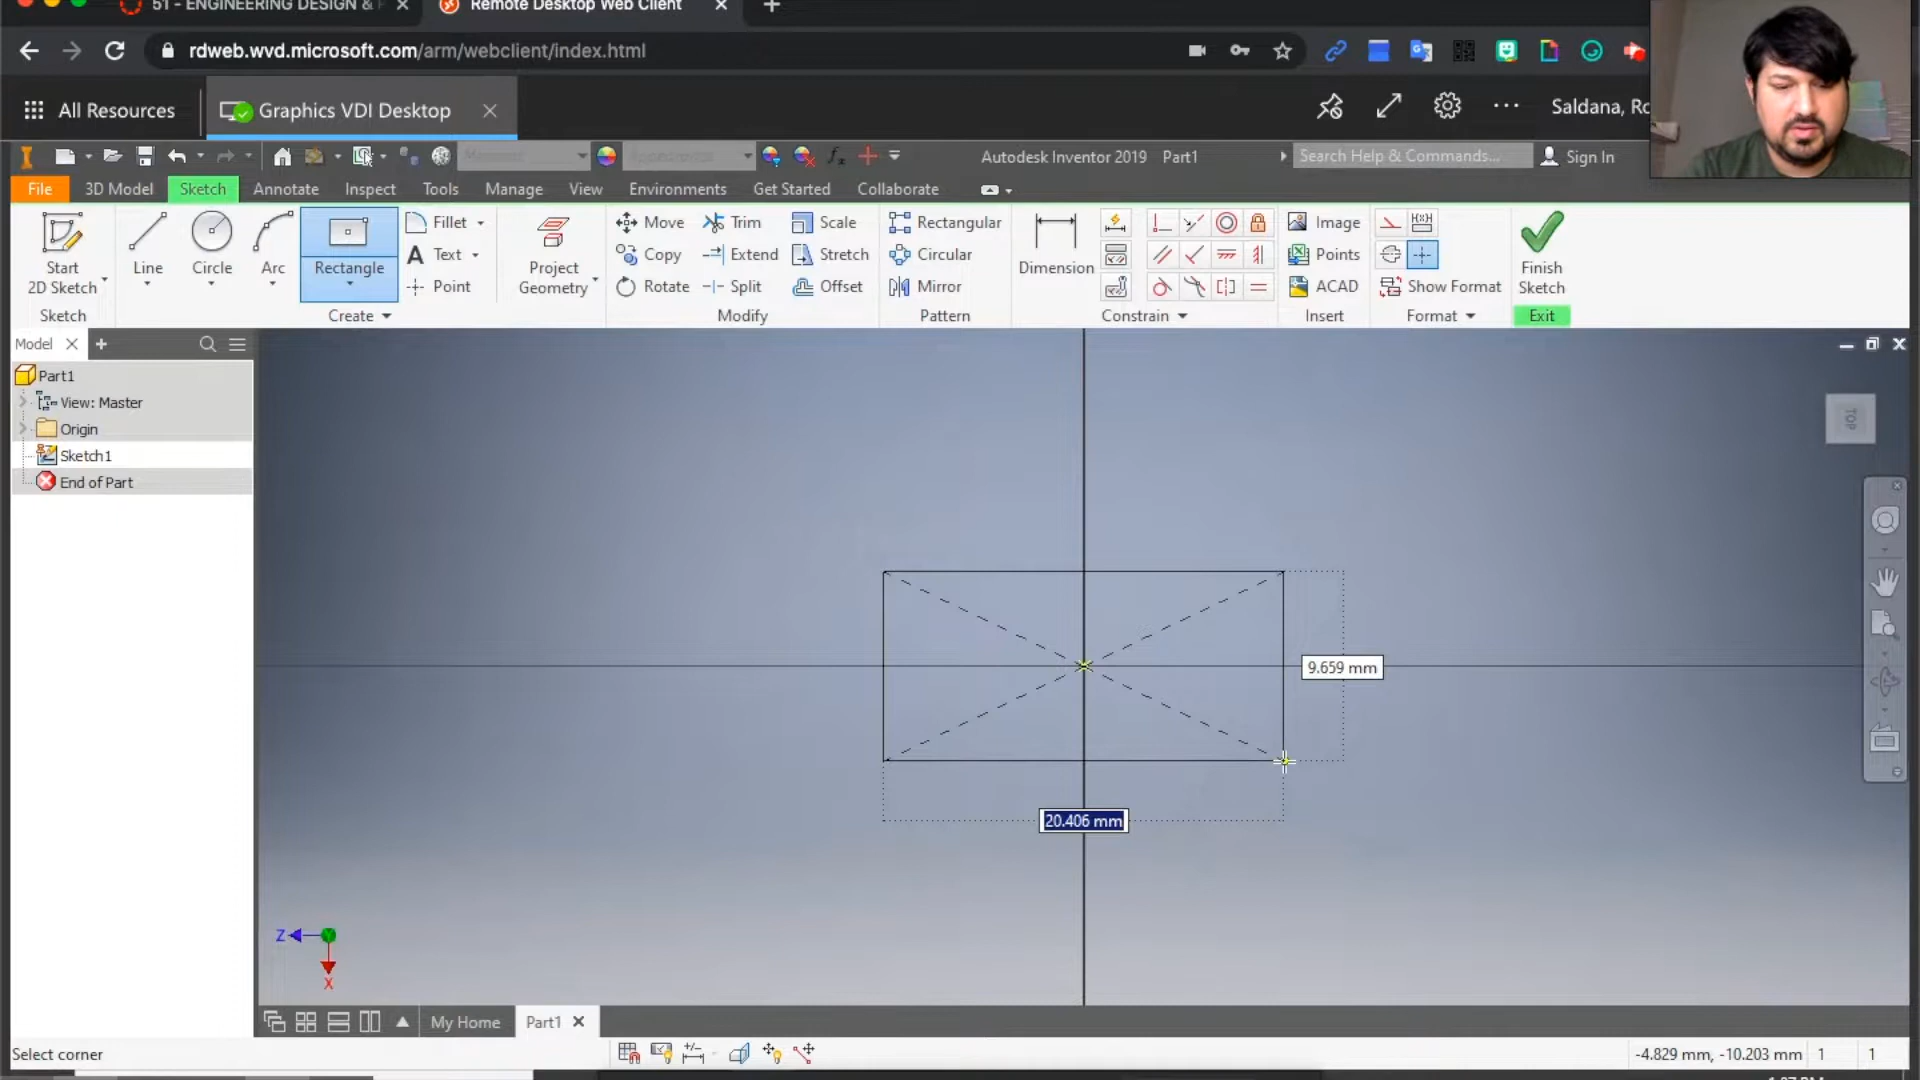 51 - ENGINEERING DESIGN &
Remote Desktop Web Client
rdweb.wvd.microsoft.com/arm/webclient/index.html
All Resources
Graphics VDI Desktop
Saldana, Ro
Autodesk Inventor 2019 Part1
Search Help & Commands...
Sign In
File 3D Model Sketch Annotate Inspect Tools Manage View Environments Get Started Collaborate
Start
2D Sketch
Line
Circle
Arc
Rectangle
Fillet
Text
Point
Project
Geometry
Move
Copy
Rotate
Trim
Extend
Split
Scale
Stretch
Offset
Rectangular
Circular
Mirror
Dimension
Image
Points
ACAD
Show Format
Finish
Sketch
Sketch Create Modify Pattern Constrain Insert Format Exit
Model
Part1
View: Master
Origin
Sketch1
End of Part
TOP
9.659 mm
20.406 mm
Z
X
My Home
Part1
Select corner
-4.829 mm, -10.203 mm 1 1